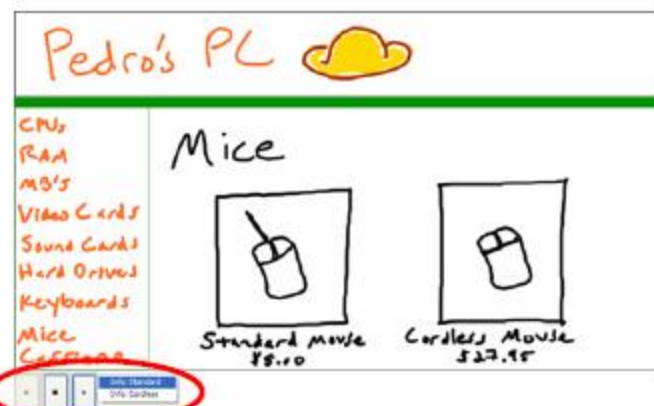 Pedro's PC
CPUs
RAM
MB's
Video Cards
Sound Cards
Hard Drives
Keyboards
Mice
Mice
Standard Mouse
Cordless Mouse
$27.95
Info Standard
Info Cordless